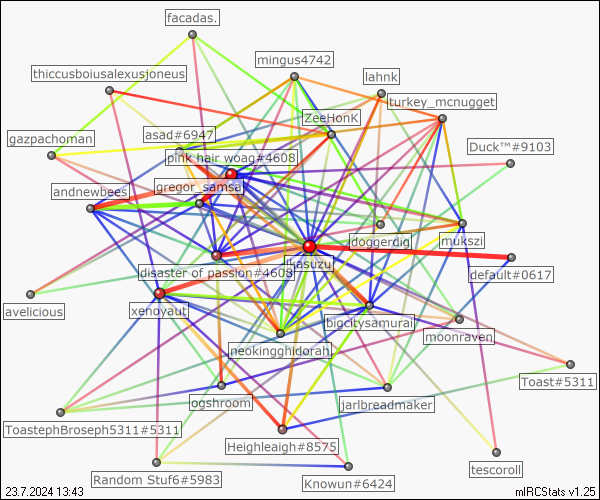 facadas.
mingus4742
thiccusboiusalexusjoneus
lahnk
turkey_mcnugget
ZeeHonK
asad#6947
gazpachoman
Duck™#9103
pink hair woag#4608
gregor_samsa
andnewbees
doggerdig
mukszi
likasuzu
disaster of passion#4608
default#0617
avelicious
xenoyaut
bigcitysamurai
moonraven
neokingghidorah
Toast#5311
ogshroom
jarlbreadmaker
ToastephBroseph5311#5311
Heighleaigh#8575
tescoroll
Random Stuf6#5983
Knowun#6424
23.7.2024 13:43
mIRCStats v1.25